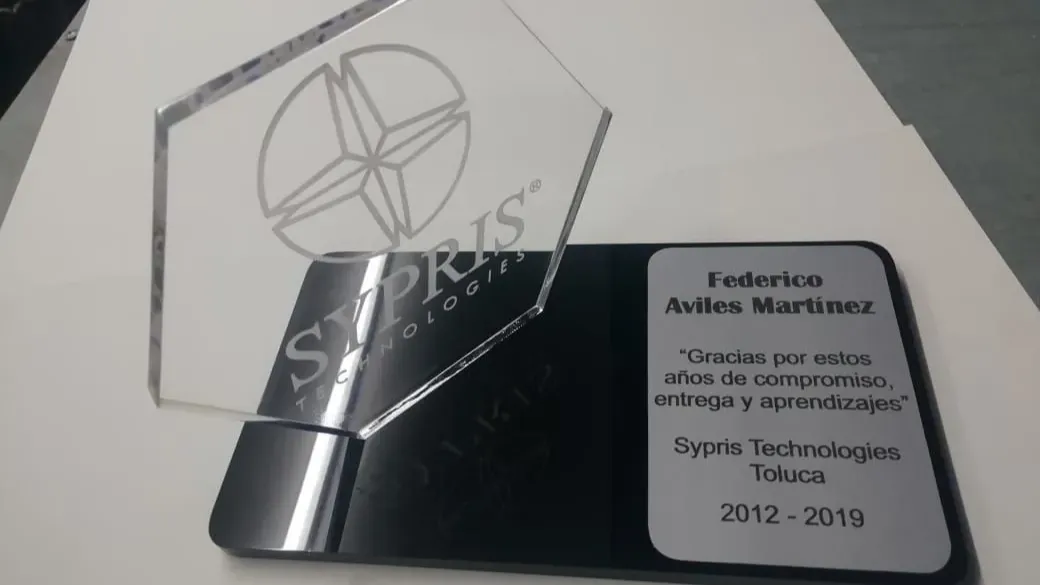 SYPRIS®
TECHNOLOGIES
Federico
Aviles Martínez
“Gracias por estos
años de compromiso,
entrega y aprendizajes”
Sypris Technologies
Toluca
2012 - 2019